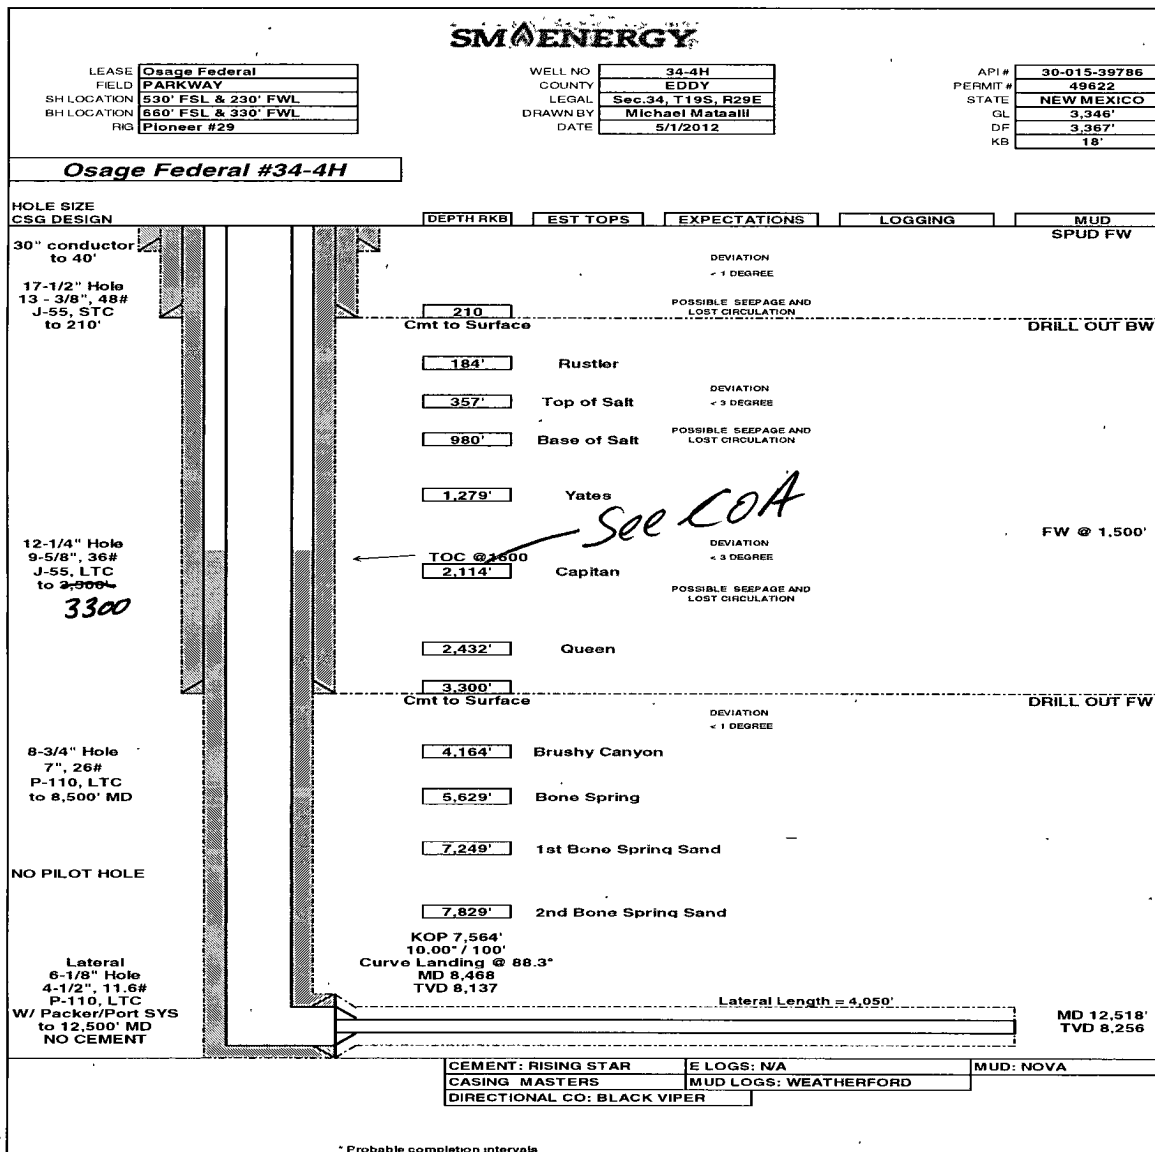 SM ENERGY
LEASE Osage Federal
FIELD PARKWAY
SH LOCATION 530' FSL & 230' FWL
BH LOCATION 660' FSL & 330' FWL
RIG Pioneer #29
WELL NO 34-4H
COUNTY EDDY
LEGAL Sec.34, T19S, R29E
DRAWN BY Michael Mataalii
DATE 5/1/2012
API # 30-015-39786
PERMIT # 49622
STATE NEW MEXICO
GL 3,346'
DF 3,367'
KB 18'
Osage Federal #34-4H
HOLE SIZE
CSG DESIGN
DEPTH RKB EST TOPS EXPECTATIONS LOGGING MUD
SPUD FW
30" conductor
to 40'
DEVIATION
< 1 DEGREE
17-1/2" Hole
13 - 3/8", 48#
J-55, STC
to 210'
POSSIBLE SEEPAGE AND
LOST CIRCULATION
210
Cmt to Surface
DRILL OUT BW
184' Rustler
DEVIATION
< 3 DEGREE
357' Top of Salt
POSSIBLE SEEPAGE AND
LOST CIRCULATION
980' Base of Salt
1,279' Yates
See COA
FW @ 1,500'
12-1/4" Hole
9-5/8", 36#
J-55, LTC
to 3,500'
3300
DEVIATION
< 3 DEGREE
TOC @1600
2,114' Capitan
POSSIBLE SEEPAGE AND
LOST CIRCULATION
2,432' Queen
3,300'
Cmt to Surface
DRILL OUT FW
DEVIATION
< 1 DEGREE
8-3/4" Hole
7", 26#
P-110, LTC
to 8,500' MD
4,164' Brushy Canyon
5,629' Bone Spring
7,249' 1st Bone Spring Sand
NO PILOT HOLE
7,829' 2nd Bone Spring Sand
KOP 7,564'
10.00° / 100'
Curve Landing @ 88.3°
MD 8,468
TVD 8,137
Lateral
6-1/8" Hole
4-1/2", 11.6#
P-110, LTC
W/ Packer/Port SYS
to 12,500' MD
NO CEMENT
Lateral Length = 4,050'
MD 12,518'
TVD 8,256
CEMENT: RISING STAR E LOGS: N/A MUD: NOVA
CASING MASTERS MUD LOGS: WEATHERFORD
DIRECTIONAL CO: BLACK VIPER
* Probable completion intervals